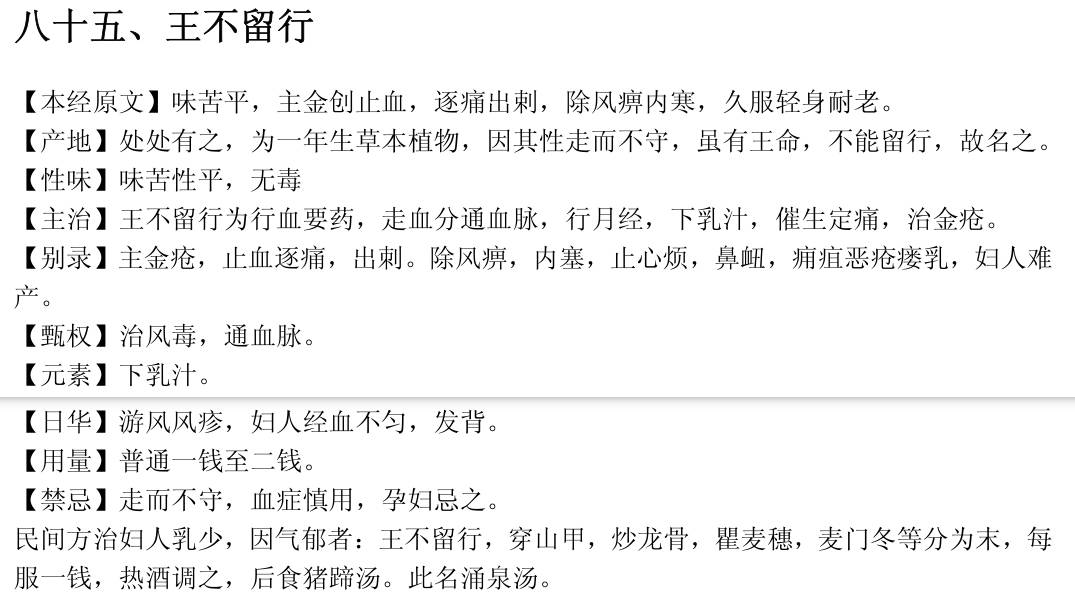 八十五、王不留行
【本经原文】味苦平，主金创止血，逐痛出刺，除风痹内寒，久服轻身耐老。
【产地】处处有之，为一年生草本植物，因其性走而不守，虽有王命，不能留行，故名之。
【性味】味苦性平，无毒
【主治】王不留行为行血要药，走血分通血脉，行月经，下乳汁，催生定痛，治金疮。
【别录】主金疮，止血逐痛，出刺。除风痹，内塞，止心烦，鼻衄，痈疽恶疮瘘乳，妇人难
产。
【甄权】治风毒，通血脉。
【元素】下乳汁。
【日华】游风风疹，妇人经血不匀，发背。
【用量】普通一钱至二钱。
【禁忌】走而不守，血症慎用，孕妇忌之。
民间方治妇人乳少，因气郁者：王不留行，穿山甲，炒龙骨，瞿麦穗，麦门冬等分为末，每
服一钱，热酒调之，后食猪蹄汤。此名涌泉汤。